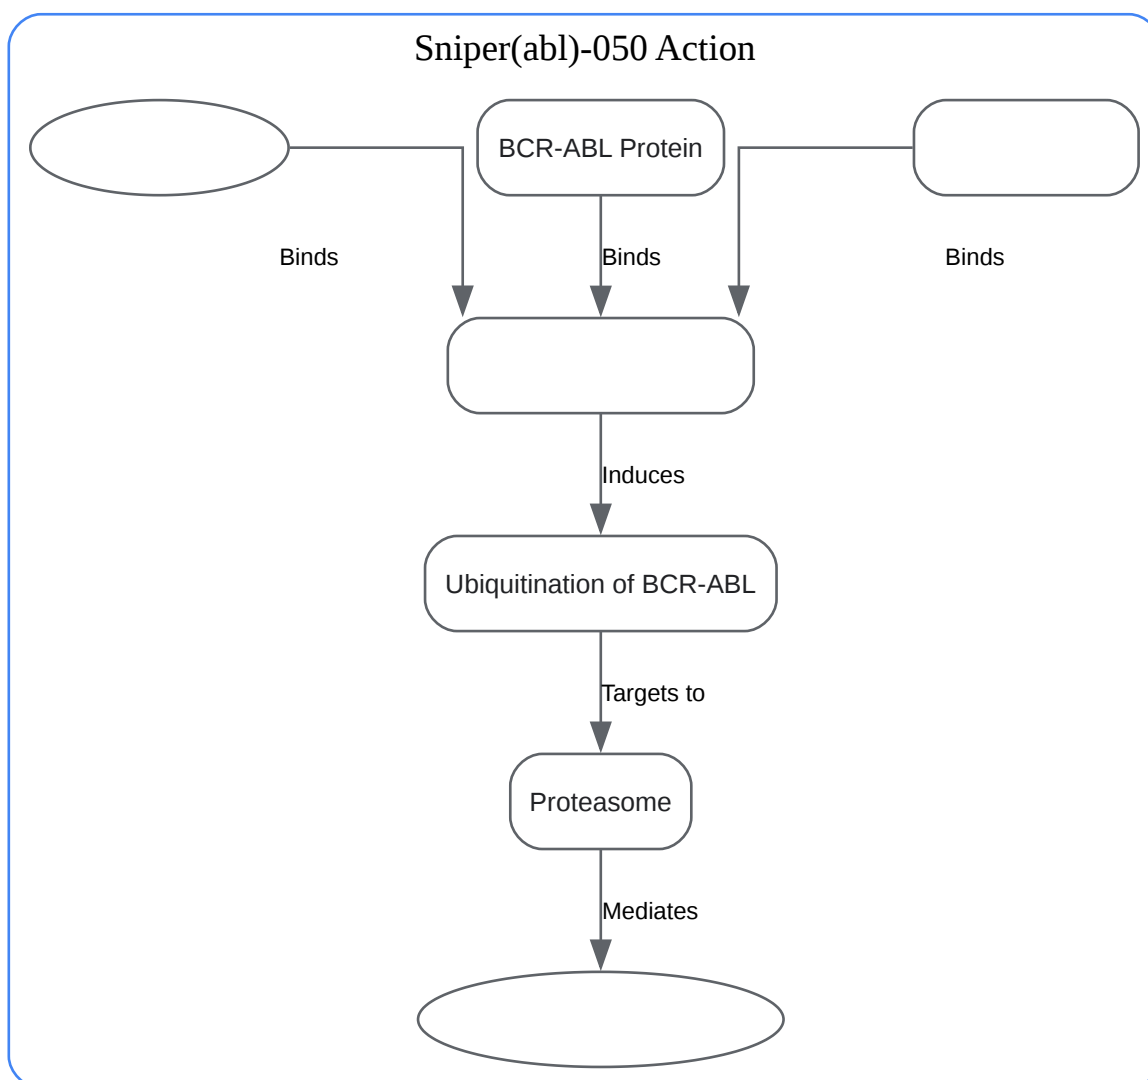 Sniper(abl)-050 Action
BCR-ABL Protein
Binds
Binds
Binds
Induces
Ubiquitination of BCR-ABL
Targets to
Proteasome
Mediates